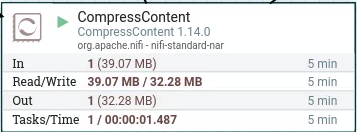 CompressContent
CompressContent 1.14.0
org.apache.nifi - nifi-standard-nar
In 1 (39.07 MB) 5 min
Read/Write 39.07 MB / 32.28 MB 5 min
Out 1 (32.28 MB) 5 min
Tasks/Time 1 / 00:00:01.487 5 min